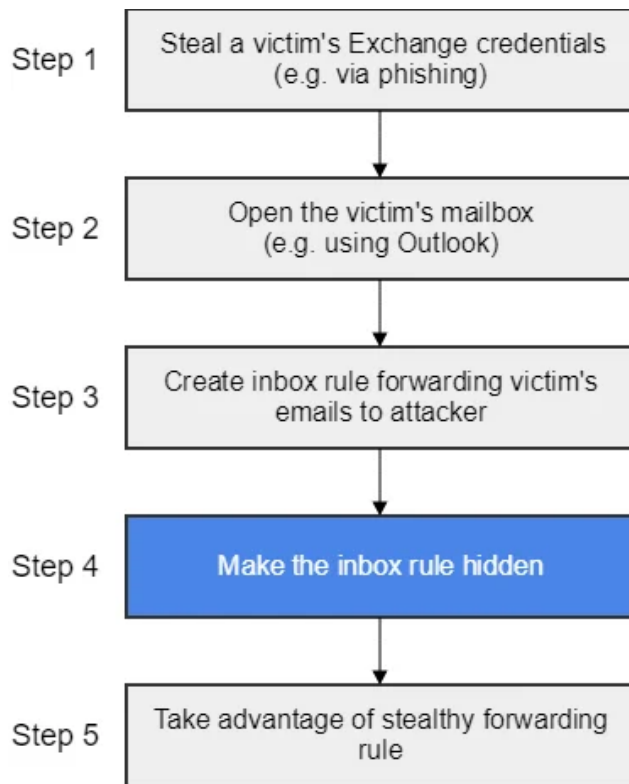 Step 1
Steal a victim's Exchange credentials
(e.g. via phishing)
Step 2
Open the victim's mailbox
(e.g. using Outlook)
Step 3
Create inbox rule forwarding victim's
emails to attacker
Step 4
Make the inbox rule hidden
Step 5
Take advantage of stealthy forwarding
rule